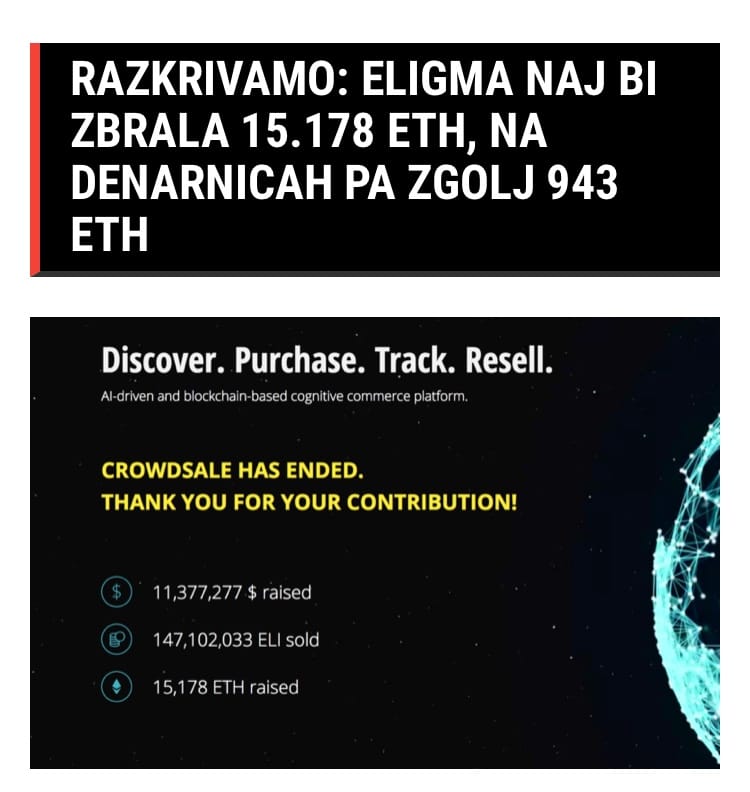 RAZKRIVAMO: ELIGMA NAJ BI
ZBRALA 15.178 ETH, NA
DENARNICAH PA ZGOLJ 943
ETH
Discover. Purchase. Track. Resell.
AI-driven and blockchain-based cognitive commerce platform.
CROWDSALE HAS ENDED.
THANK YOU FOR YOUR CONTRIBUTION!
$ 11,377,277 $ raised
147,102,033 ELI sold
15,178 ETH raised